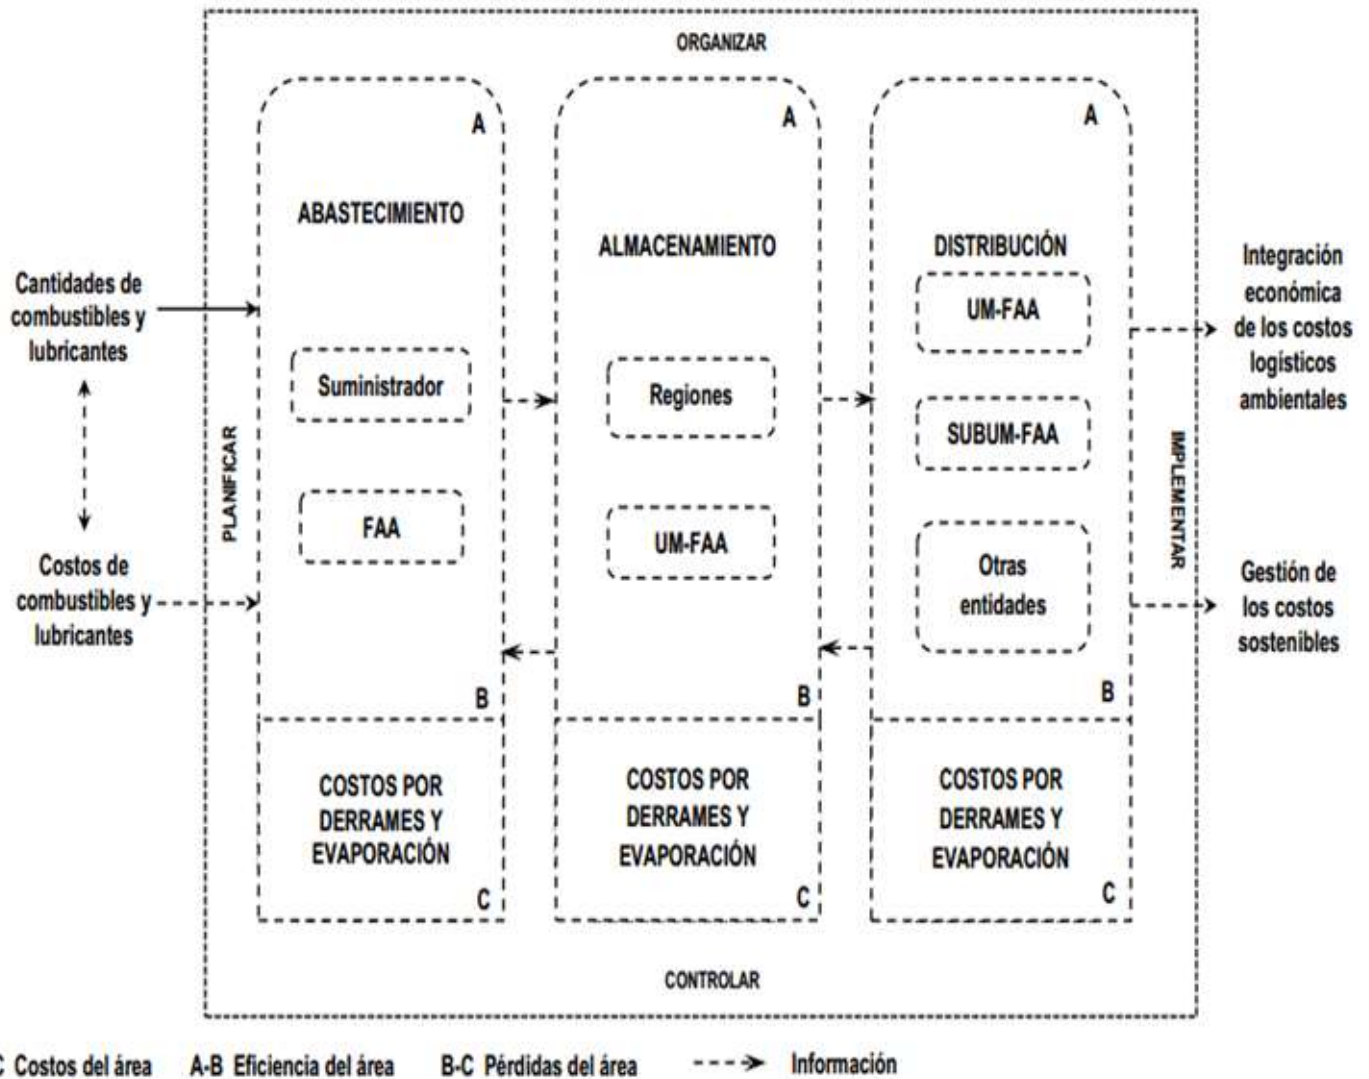 ORGANIZAR
A
A
A
ABASTECIMIENTO
ALMACENAMIENTO
DISTRIBUCIÓN
Cantidades de
combustibles y
lubricantes
Suministrador
Regiones
UM-FAA
SUBUM-FAA
Integración
económica
de los costos
logísticos
ambientales
PLANIFICAR
IMPLEMENTAR
FAA
UM-FAA
Otras
entidades
Costos de
combustibles y
lubricantes
Gestión de
los costos
sostenibles
B
B
B
COSTOS POR
DERRAMES Y
EVAPORACIÓN
COSTOS POR
DERRAMES Y
EVAPORACIÓN
COSTOS POR
DERRAMES Y
EVAPORACIÓN
C
C
C
CONTROLAR
C Costos del área A-B Eficiencia del área B-C Pérdidas del área Información